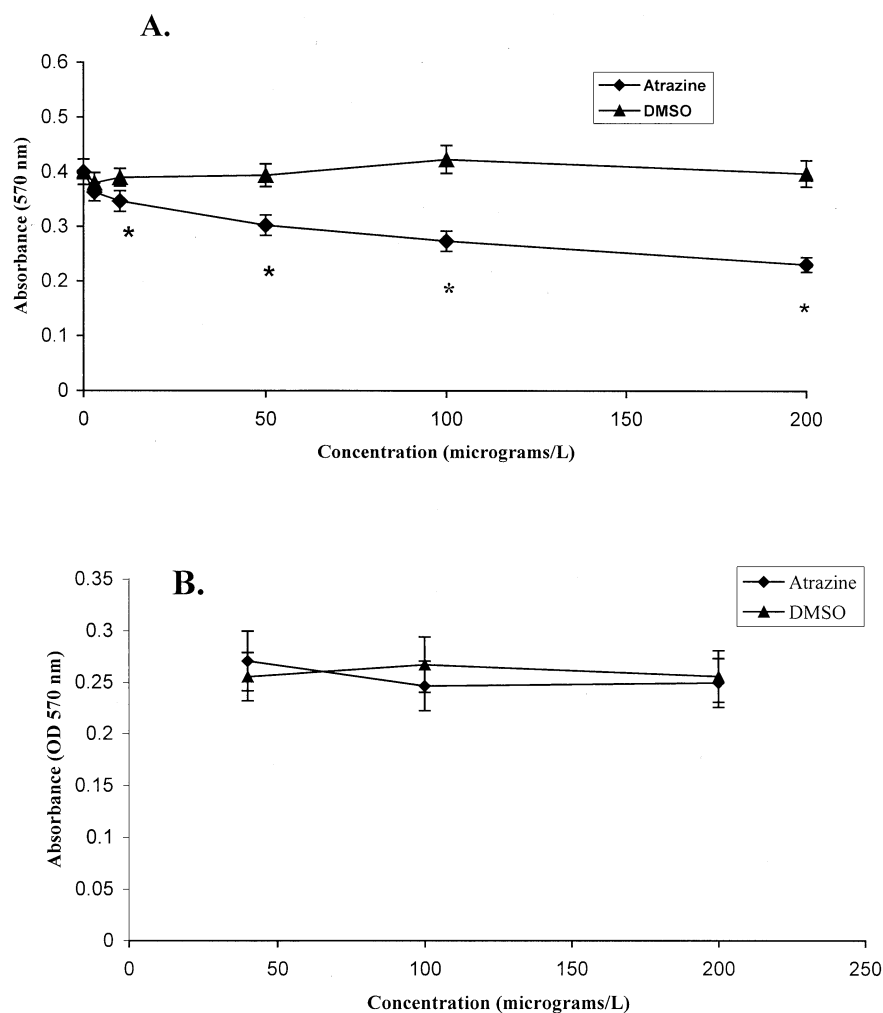 A.
0.6
0.5
0.4
0.3
0.2
0.1
0
Absorbance (570 nm)
Atrazine
DMSO
*
*
*
*
0 50 100 150 200
Concentration (micrograms/L)
B.
0.35
0.3
0.25
0.2
0.15
0.1
0.05
0
Absorbance (OD 570 nm)
Atrazine
DMSO
0 50 100 150 200 250
Concentration (micrograms/L)